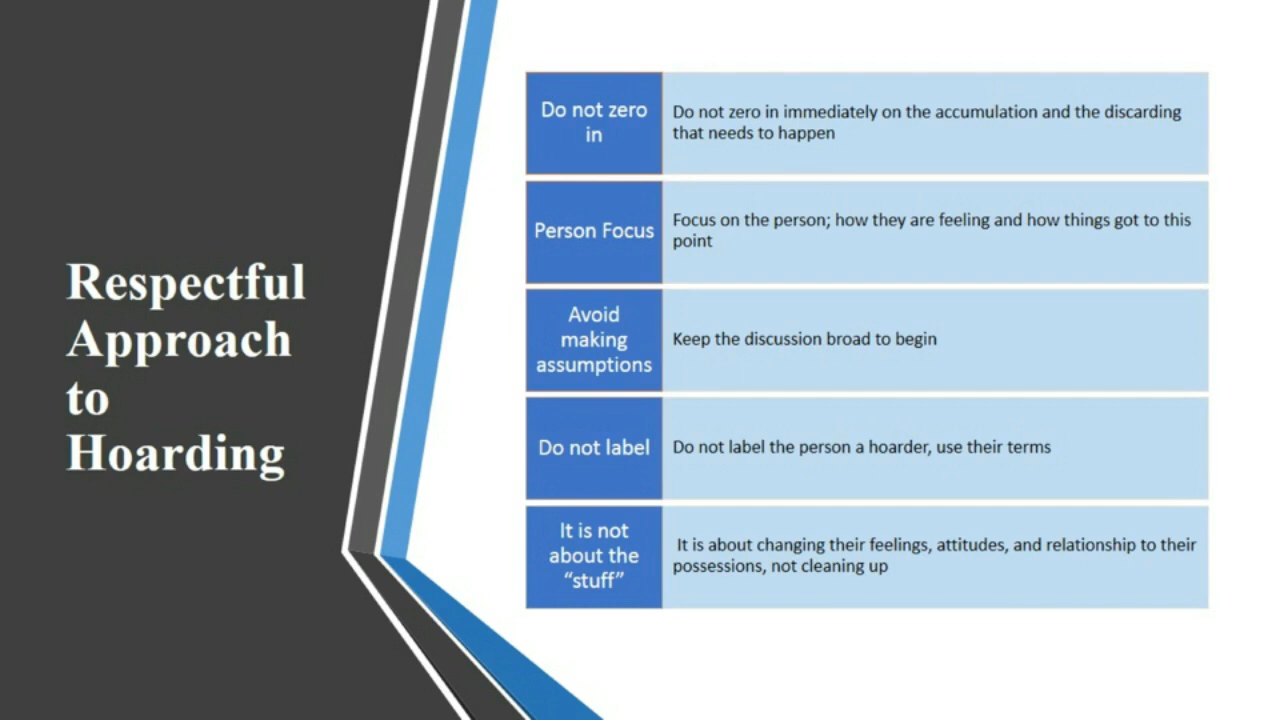 Respectful
Approach
to
Hoarding
Do not zero
in
Do not zero in immediately on the accumulation and the discarding
that needs to happen
Person Focus
Focus on the person; how they are feeling and how things got to this
point
Avoid
making
assumptions
Keep the discussion broad to begin
Do not label
Do not label the person a hoarder, use their terms
It is not
about the
“stuff”
It is about changing their feelings, attitudes, and relationship to their
possessions, not cleaning up